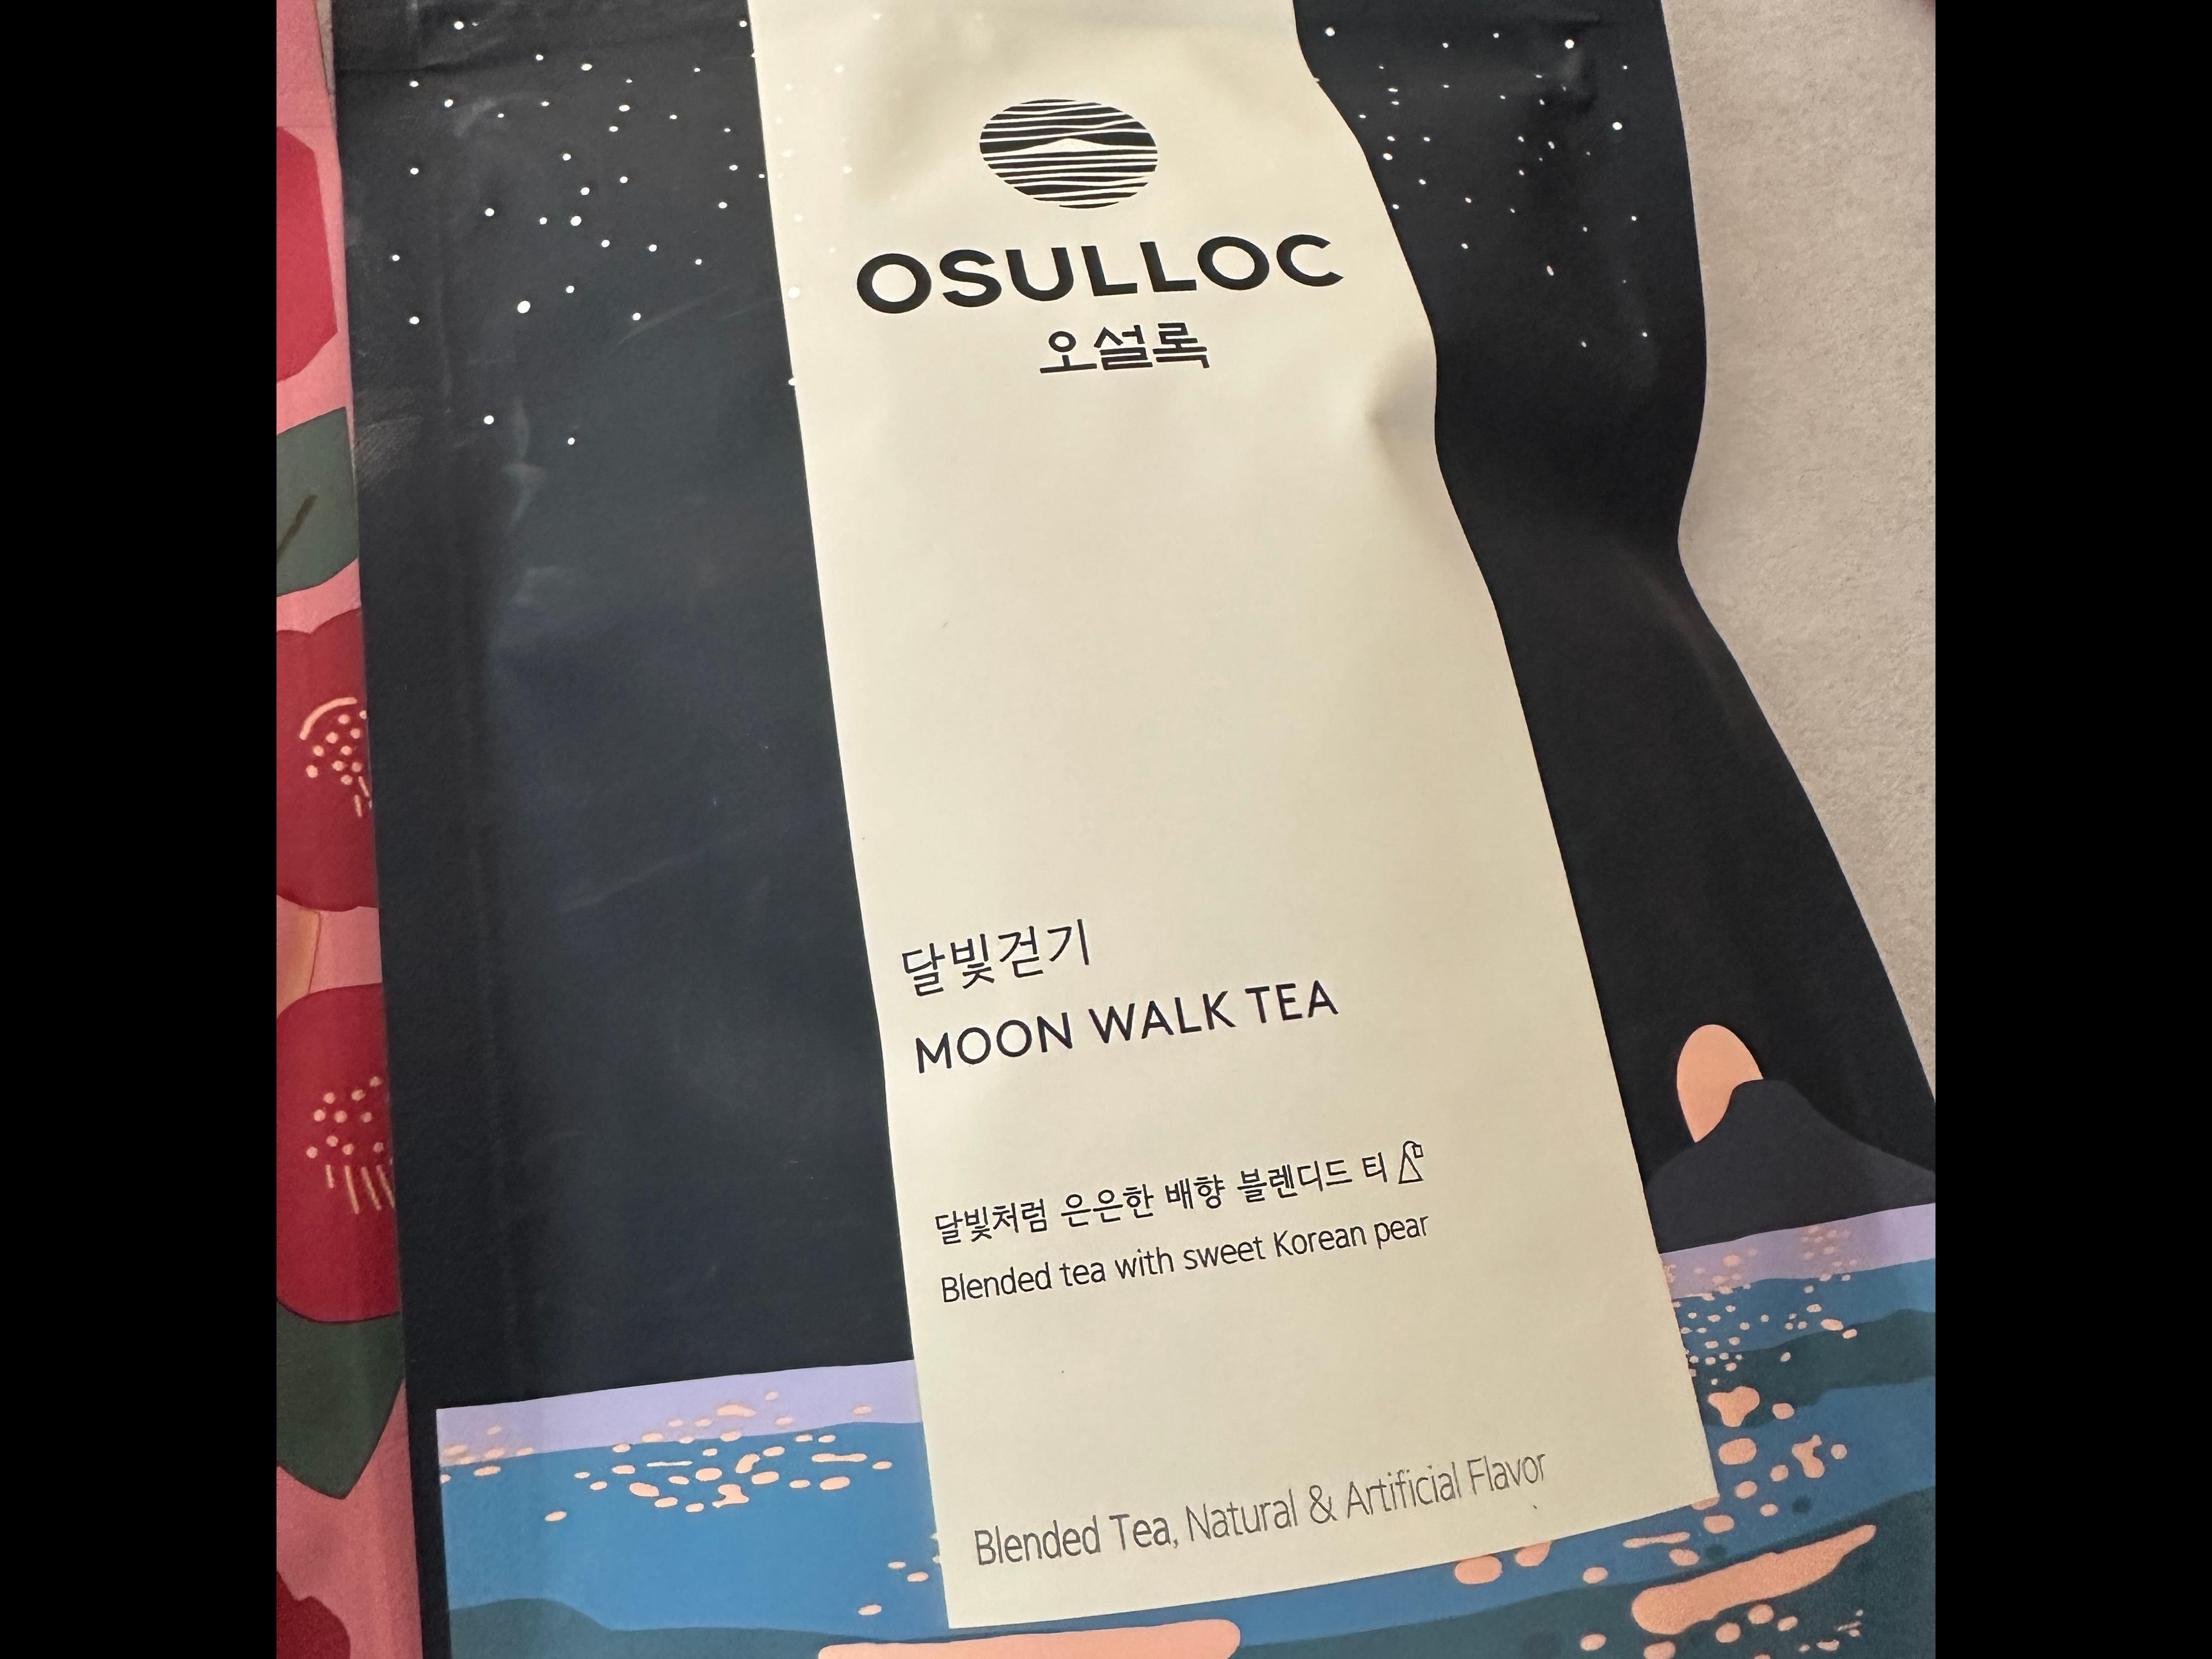 OSULLOC
오설록
달빛걷기
MOON WALK TEA
달빛처럼 은은한 배향 블렌디드 티
Blended tea with sweet Korean pear
Blended Tea, Natural & Artificial Flavor